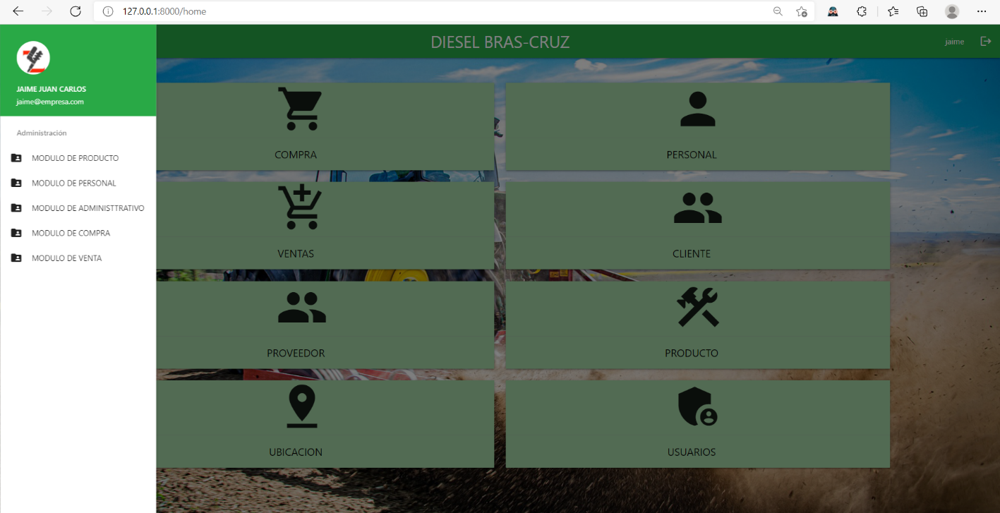 127.0.0.1:8000/home
DIESEL BRAS-CRUZ
jaime
JAIME JUAN CARLOS
jaime@empresa.com
Administración
MODULO DE PRODUCTO
MODULO DE PERSONAL
MODULO DE ADMINISTTRATIVO
MODULO DE COMPRA
MODULO DE VENTA
COMPRA
PERSONAL
VENTAS
CLIENTE
PROVEEDOR
PRODUCTO
UBICACION
USUARIOS